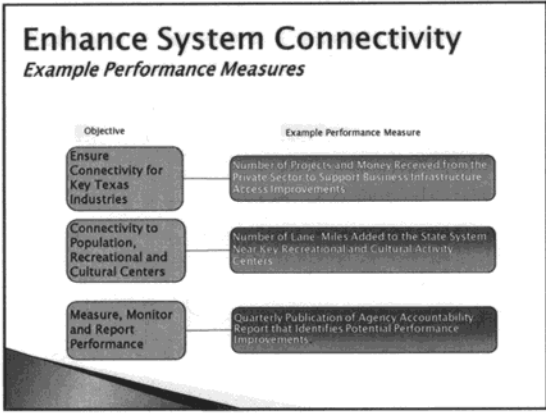 Enhance System Connectivity
Example Performance Measures
Objective
Example Performance Measure
Ensure
Connectivity for
Key Texas
Industries
Number of Projects and Money Received from the
Private Sector to Support Business Infrastructure
Access Improvements
Connectivity to
Population,
Recreational and
Cultural Centers
Number of Lane-Miles Added to the State System
Near Key Recreational and Cultural Activity
Centers
Measure, Monitor
and Report
Performance
Quarterly Publication of Agency Accountability
Report that Identifies Potential Performance
Improvements